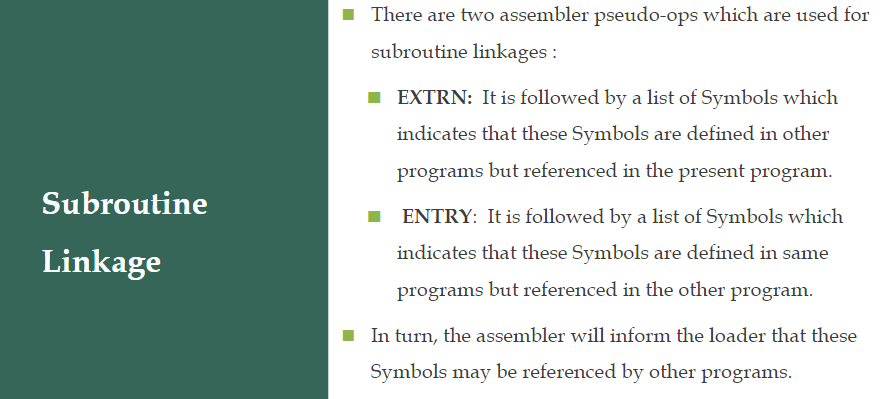 Subroutine
Linkage
There are two assembler pseudo-ops which are used for
subroutine linkages :
EXTRN: It is followed by a list of Symbols which
indicates that these Symbols are defined in other
programs but referenced in the present program.
ENTRY: It is followed by a list of Symbols which
indicates that these Symbols are defined in same
programs but referenced in the other program.
In turn, the assembler will inform the loader that these
Symbols may be referenced by other programs.